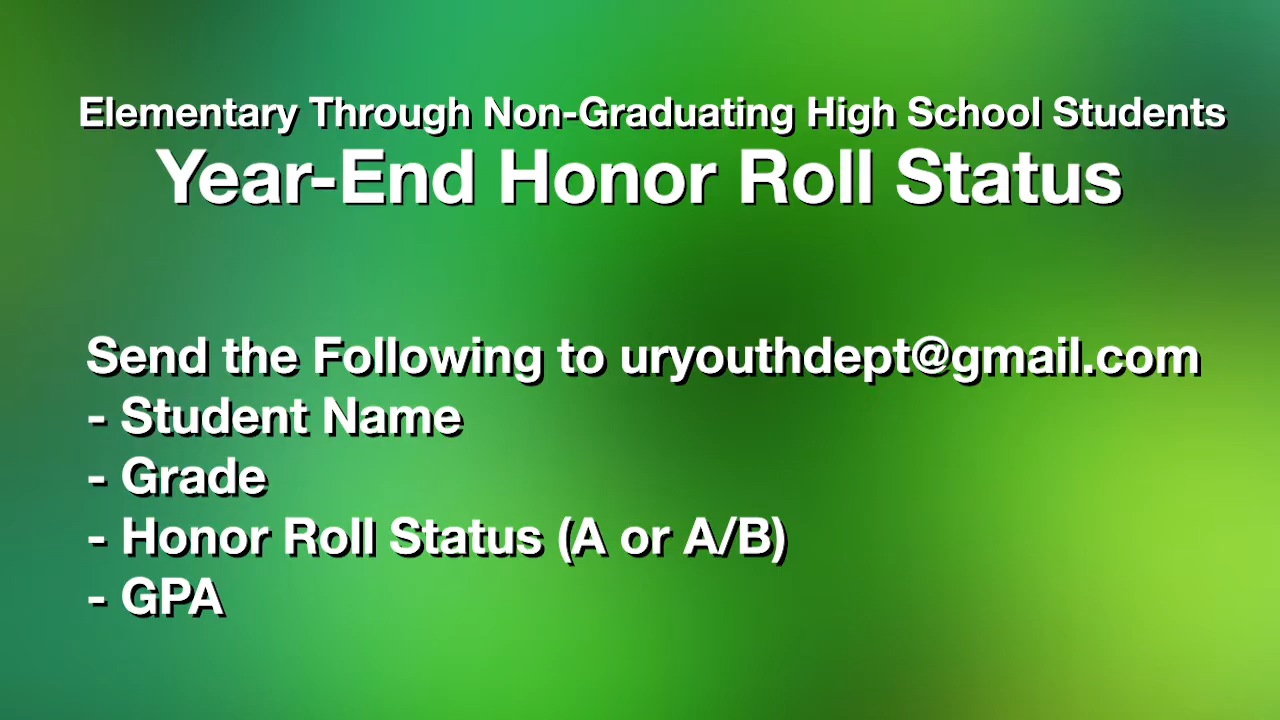 Elementary Through Non-Graduating High School Students
Year-End Honor Roll Status
Send the Following to uryouthdept@gmail.com
- Student Name
- Grade
- Honor Roll Status (A or A/B)
- GPA